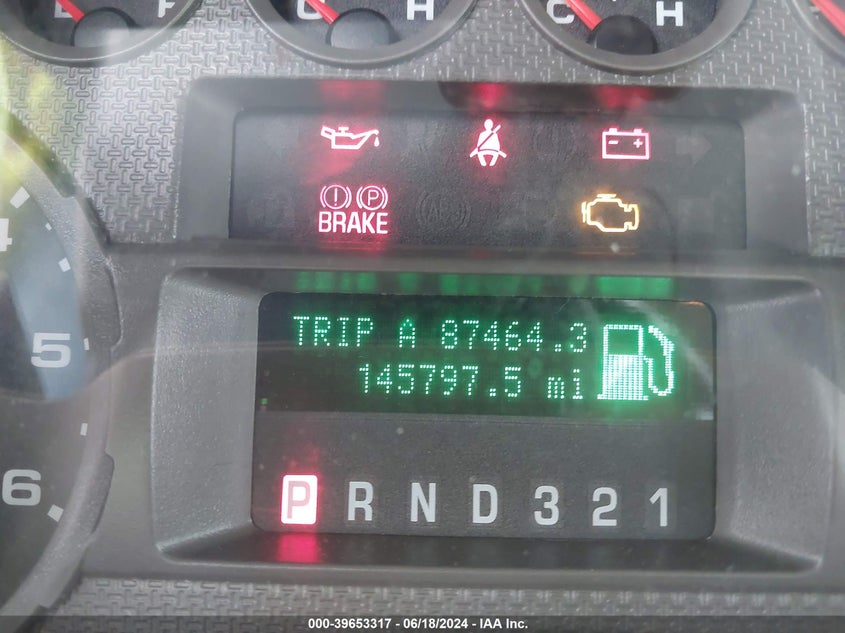 E F
C H
C H
- +
! P
BRAKE
4
5
6
TRIP A 87464.3
145797.5 mi
P R N D 3 2 1
000-39653317 - 06/18/2024 - IAA Inc.